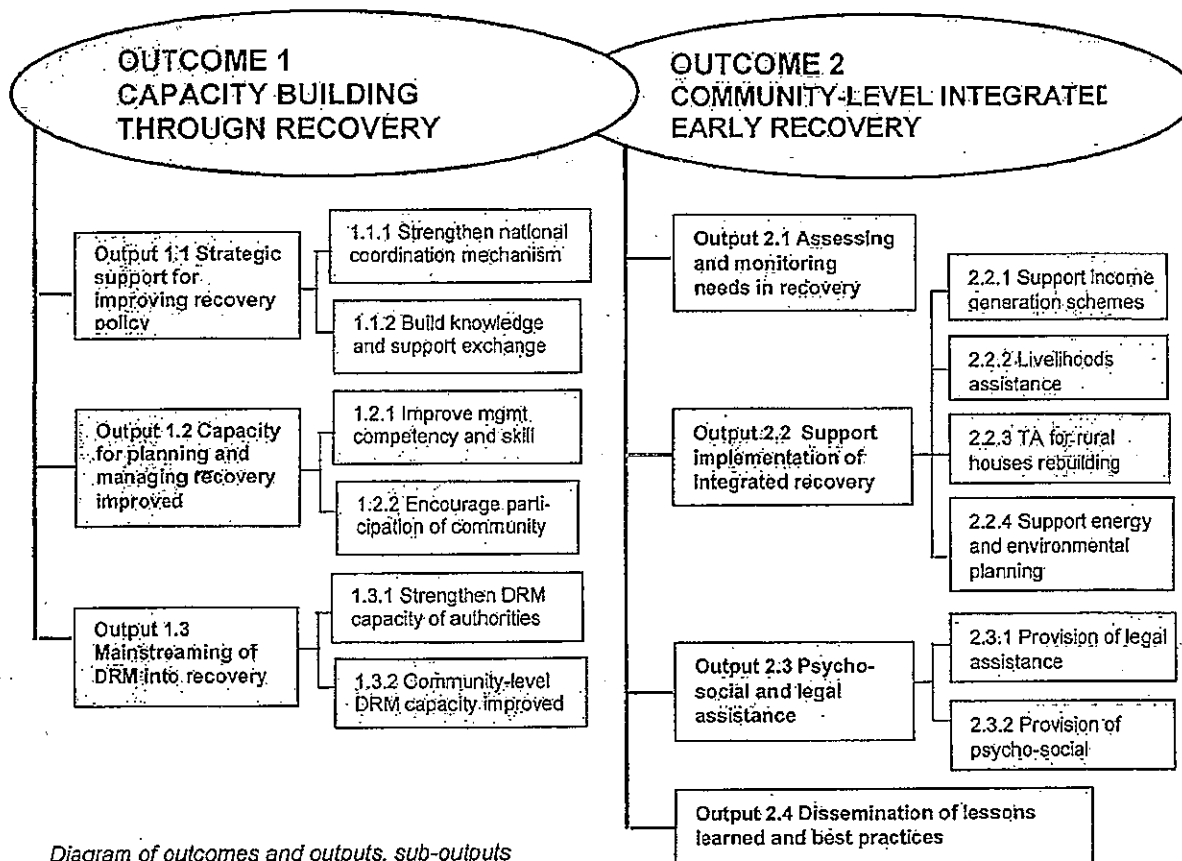 OUTCOME 1
CAPACITY BUILDING
THROUGN RECOVERY
Output 1.1 Strategic
support for
improving recovery
policy
1.1.1 Strengthen national
coordination mechanism
1.1.2 Build knowledge
and support exchange
Output 1.2 Capacity
for planning and
managing recovery
improved
1.2.1 Improve mgmt
competency and skill
1.2.2 Encourage parti-
cipation of community
Output 1.3
Mainstreaming of
DRM into recovery
1.3.1 Strengthen DRM
capacity of authorities
1.3.2 Community-level
DRM capacity improved
OUTCOME 2
COMMUNITY-LEVEL INTEGRATED
EARLY RECOVERY
Output 2.1 Assessing
and monitoring
needs in recovery
Output 2.2 Support
implementation of
integrated recovery
2.2.1 Support income
generation schemes
2.2.2 Livelihoods
assistance
2.2.3 TA for rural
houses rebuilding
2.2.4 Support energy
and environmental
planning
Output 2.3 Psycho-
social and legal
assistance
2.3.1 Provision of legal
assistance
2.3.2 Provision of
psycho-social
Output 2.4 Dissemination of lessons
learned and best practices
Diagram of outcomes and outputs, sub-outputs